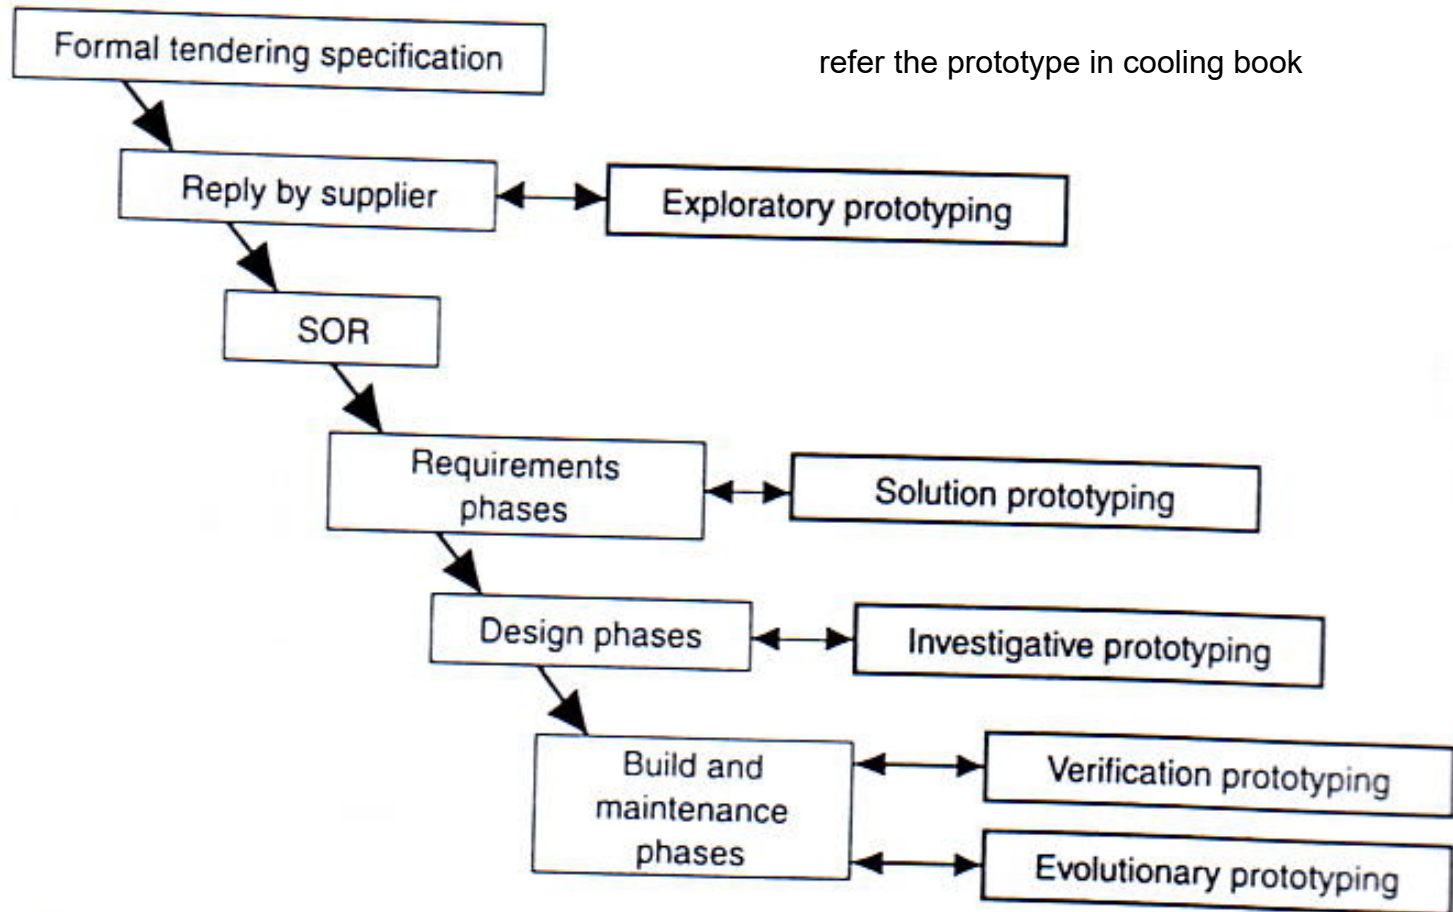 Formal tendering specification
refer the prototype in cooling book
Reply by supplier
Exploratory prototyping
SOR
Requirements
phases
Solution prototyping
Design phases
Investigative prototyping
Build and
maintenance
phases
Verification prototyping
Evolutionary prototyping